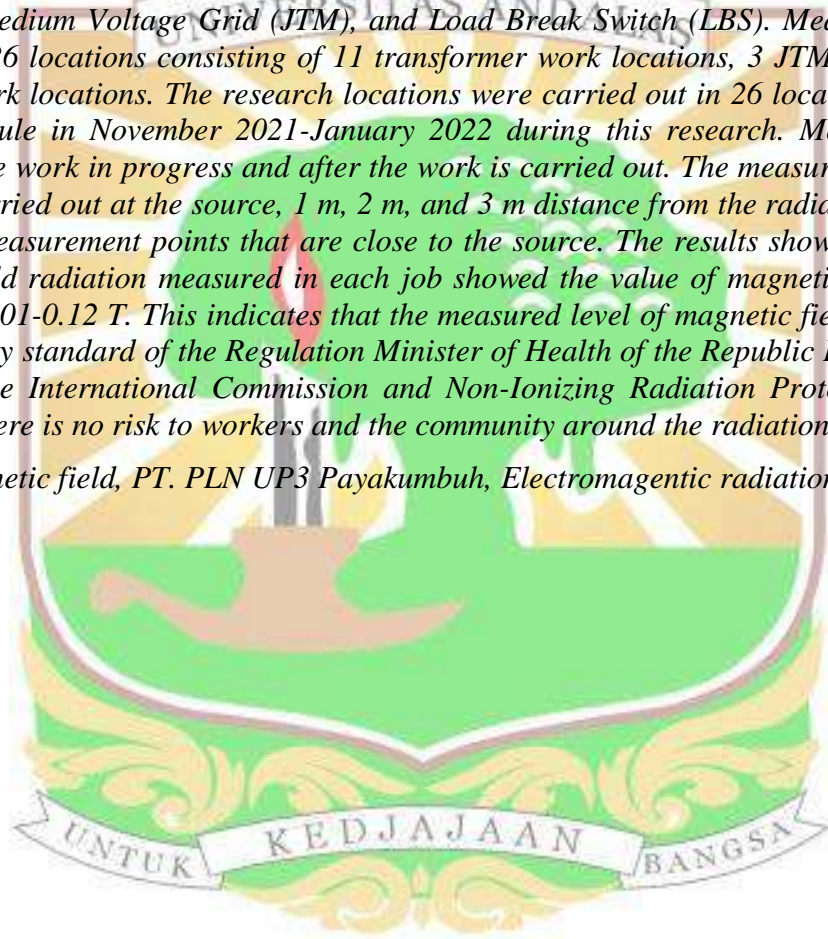 UNIVERSITAS ANDALAS
edium Voltage Grid (JTM), and Load Break Switch (LBS). Mea
26 locations consisting of 11 transformer work locations, 3 JTM
rk locations. The research locations were carried out in 26 loca
ule in November 2021-January 2022 during this research. M
e work in progress and after the work is carried out. The measur
rried out at the source, 1 m, 2 m, and 3 m distance from the radia
easurement points that are close to the source. The results show
ld radiation measured in each job showed the value of magneti
01-0.12 T. This indicates that the measured level of magnetic fie
y standard of the Regulation Minister of Health of the Republic
e International Commission and Non-Ionizing Radiation Prote
ere is no risk to workers and the community around the radiation
netic field, PT. PLN UP3 Payakumbuh, Electromagentic radiation
UNTUK KEDJAJAAN BANGSA